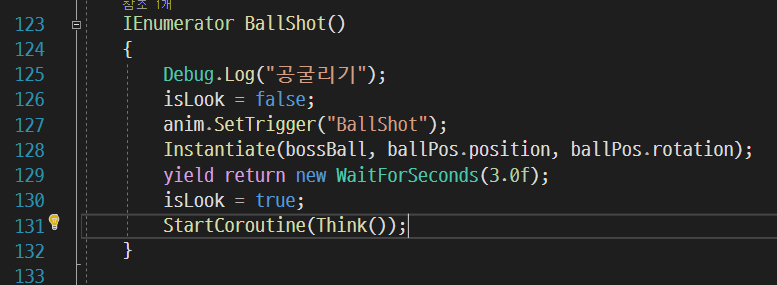 참조 1개
123 IEnumerator BallShot()
124 {
125 Debug.Log("공굴리기");
126 isLook = false;
127 anim.SetTrigger("BallShot");
128 Instantiate(bossBall, ballPos.position, ballPos.rotation);
129 yield return new WaitForSeconds(3.0f);
130 isLook = true;
131 StartCoroutine(Think());
132 }
133